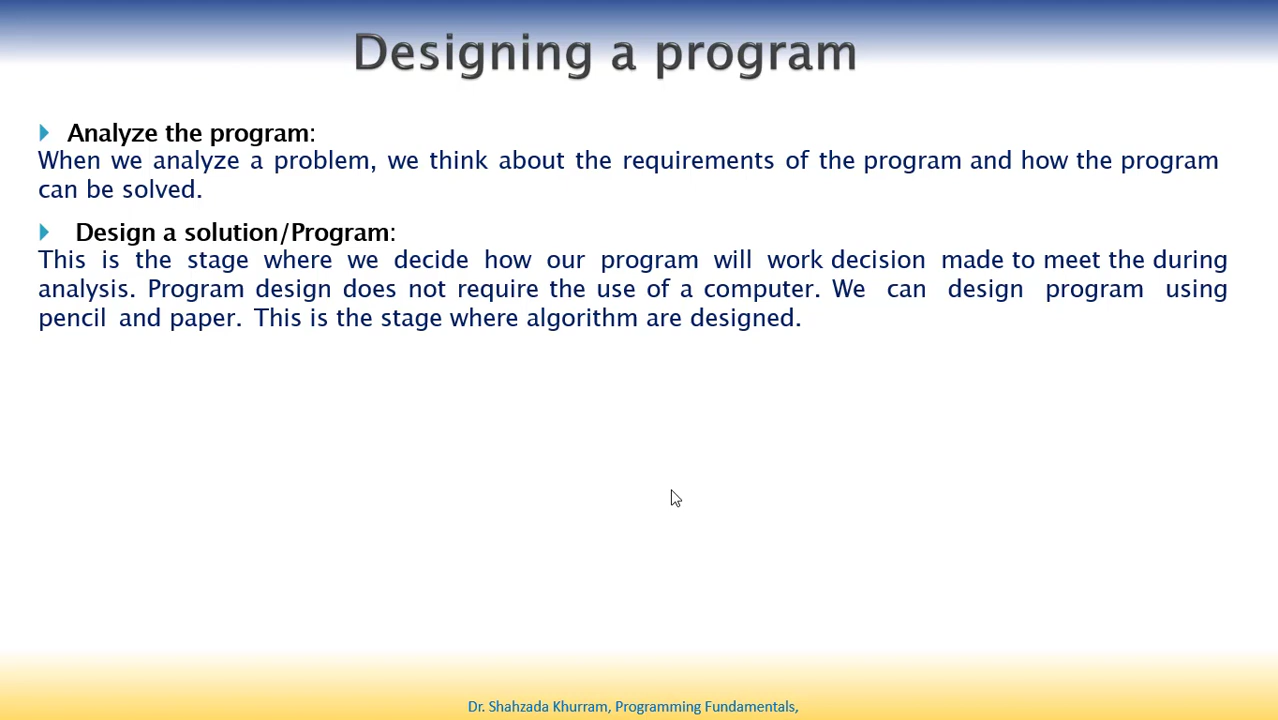 Designing a program
Analyze the program:
When we analyze a problem, we think about the requirements of the program and how the program
can be solved.
Design a solution/Program:
This is the stage where we decide how our program will work decision made to meet the during
analysis. Program design does not require the use of a computer. We can design program using
pencil and paper. This is the stage where algorithm are designed.
Dr. Shahzada Khurram, Programming Fundamentals,